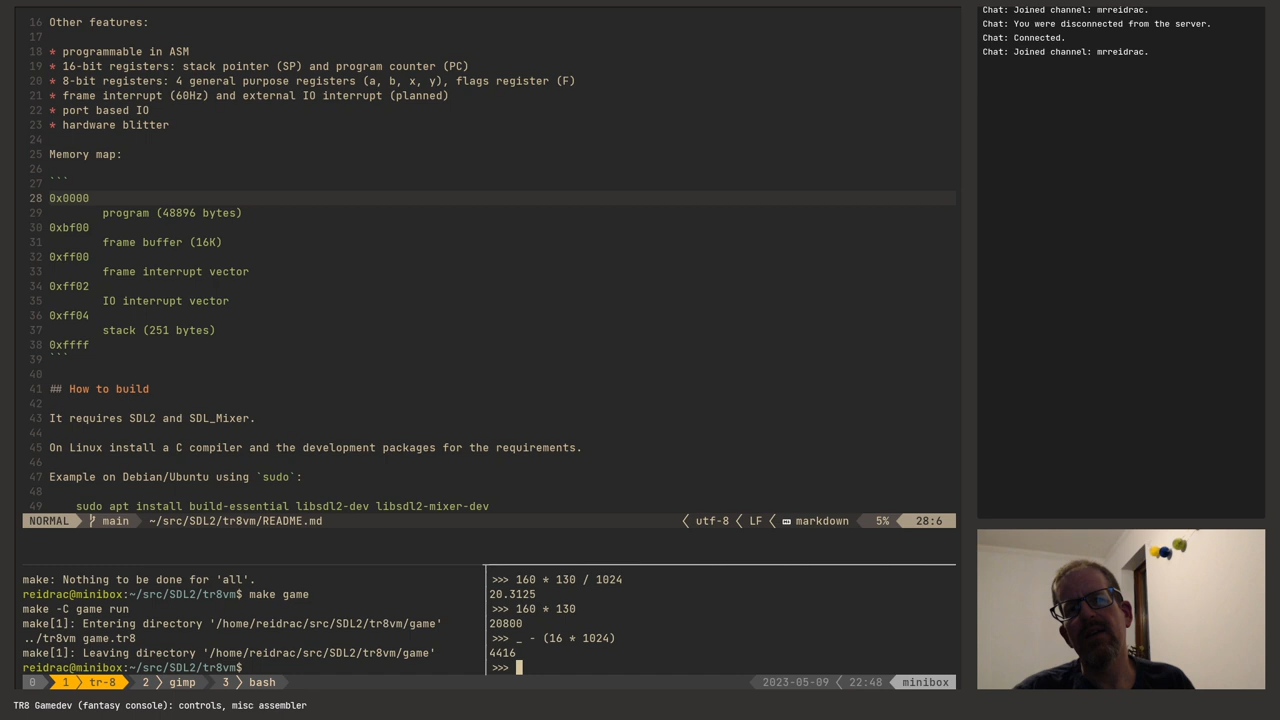 16 Other features:
17
18 * programmable in ASM
19 * 16-bit registers: stack pointer (SP) and program counter (PC)
20 * 8-bit registers: 4 general purpose registers (a, b, x, y), flags register (F)
21 * frame interrupt (60Hz) and external IO interrupt (planned)
22 * port based IO
23 * hardware blitter
24
25 Memory map:
26
27 ```
28 0x0000
29 program (48896 bytes)
30 0xbf00
31 frame buffer (16K)
32 0xff00
33 frame interrupt vector
34 0xff02
35 IO interrupt vector
36 0xff04
37 stack (251 bytes)
38 0xffff
39 ```
40
41 ## How to build
42
43 It requires SDL2 and SDL_Mixer.
44
45 On Linux install a C compiler and the development packages for the requirements.
46
47 Example on Debian/Ubuntu using `sudo`:
48
49 sudo apt install build-essential libsdl2-dev libsdl2-mixer-dev
NORMAL main ~/src/SDL2/tr8vm/README.md utf-8 LF markdown 5% 28:6
make: Nothing to be done for 'all'.
reidrac@minibox:~/src/SDL2/tr8vm$ make game
make -C game run
make[1]: Entering directory '/home/reidrac/src/SDL2/tr8vm/game'
../tr8vm game.tr8
make[1]: Leaving directory '/home/reidrac/src/SDL2/tr8vm/game'
reidrac@minibox:~/src/SDL2/tr8vm$
>>> 160 * 130 / 1024
20.3125
>>> 160 * 130
20800
>>> _ - (16 * 1024)
4416
>>>
0 1 tr-8 2 gimp 3 bash 2023-05-09 22:48 minibox
TR8 Gamedev (fantasy console): controls, misc assembler
Chat: Joined channel: mrreidrac.
Chat: You were disconnected from the server.
Chat: Connected.
Chat: Joined channel: mrreidrac.